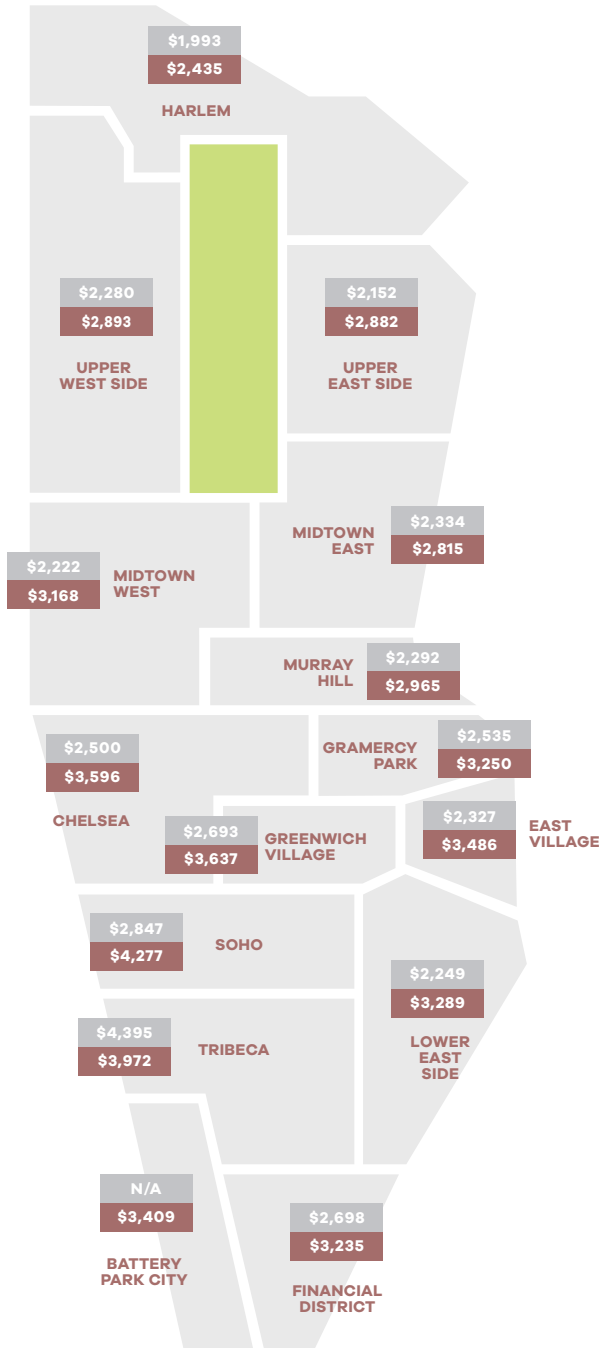 $1,993
$2,435
HARLEM
$2,280
$2,893
UPPER
WEST SIDE
$2,152
$2,882
UPPER
EAST SIDE
MIDTOWN
EAST
$2,334
$2,815
$2,222
$3,168
MIDTOWN
WEST
MURRAY
HILL
$2,292
$2,965
$2,500
$3,596
CHELSEA
GRAMERCY
PARK
$2,535
$3,250
$2,693
$3,637
GREENWICH
VILLAGE
$2,327
$3,486
EAST
VILLAGE
$2,847
$4,277
SOHO
$2,249
$3,289
LOWER
EAST
SIDE
$4,395
$3,972
TRIBECA
N/A
$3,409
BATTERY
PARK CITY
$2,698
$3,235
FINANCIAL
DISTRICT